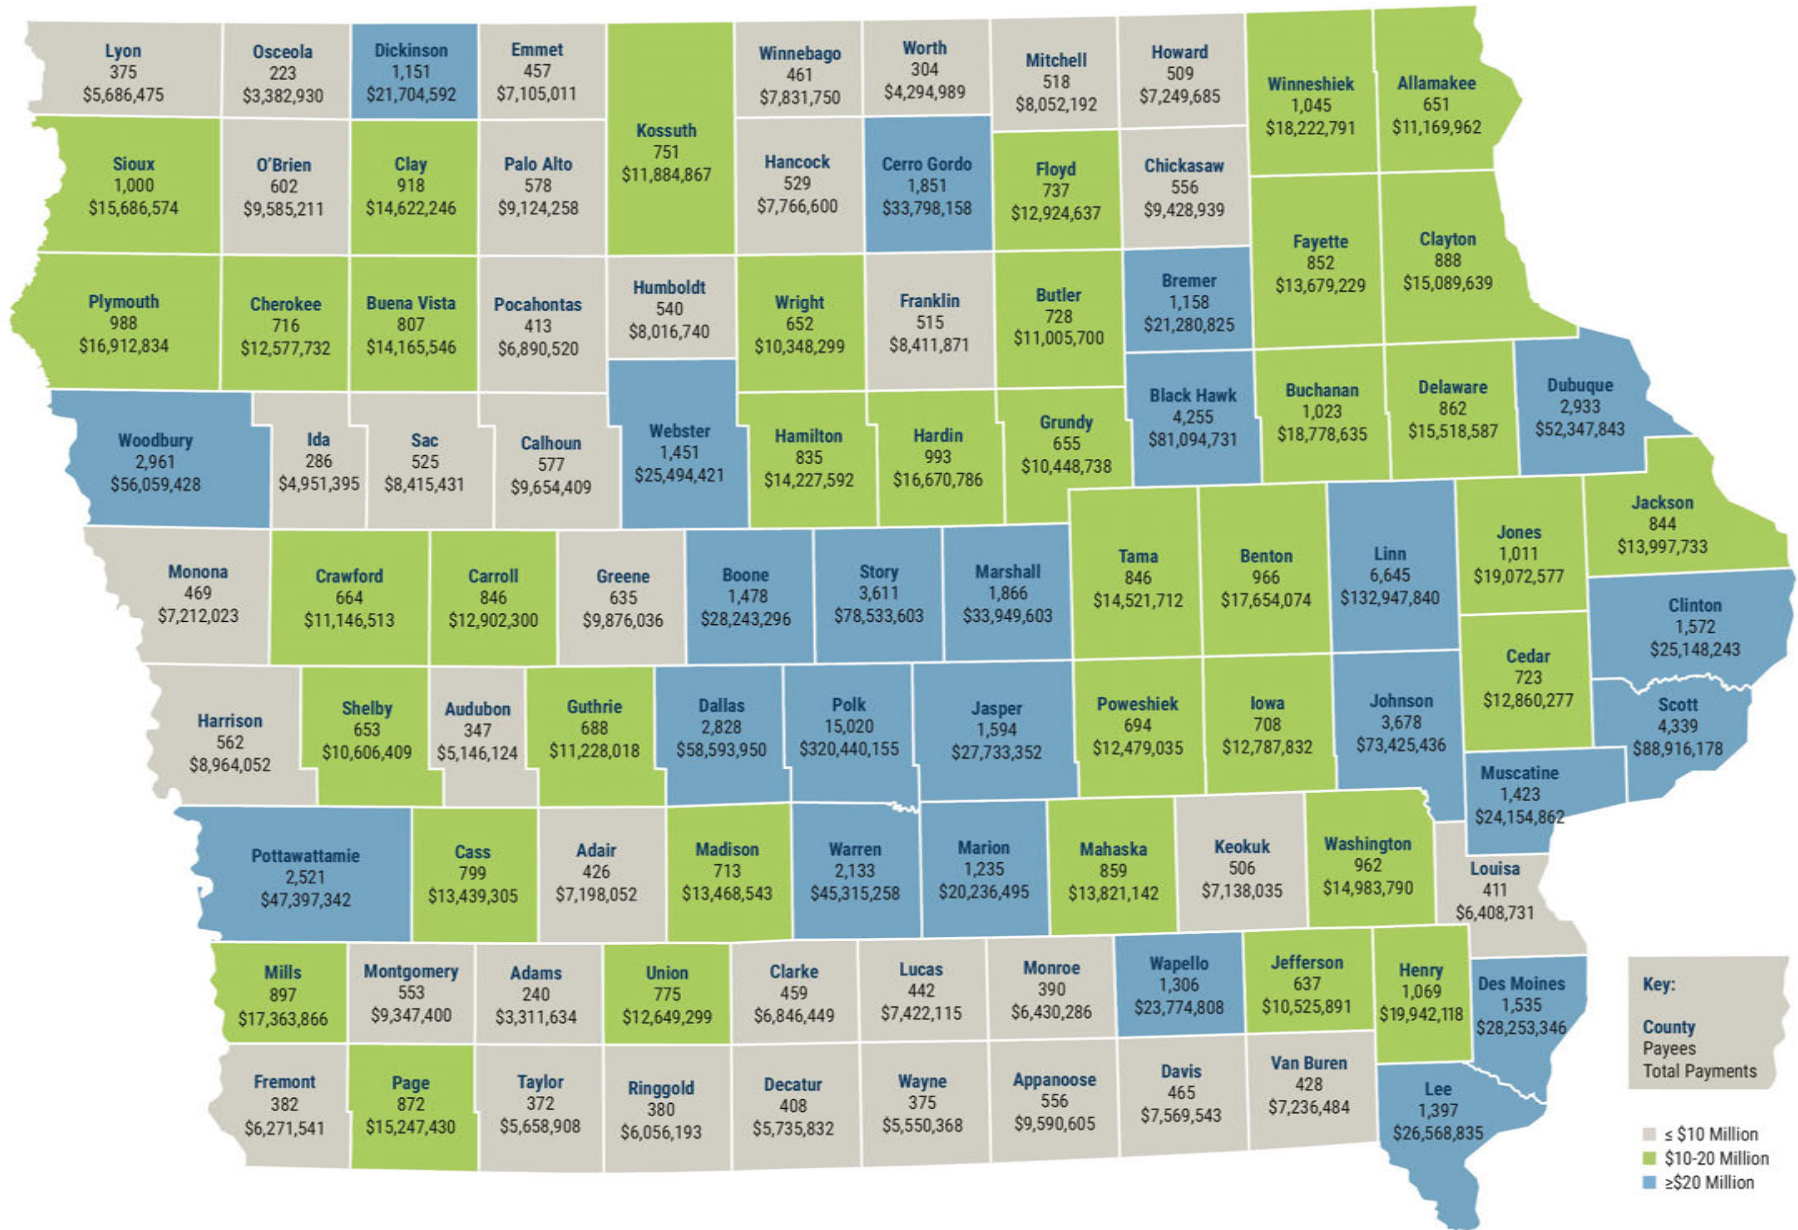 Lyon
375
$5,686,475
Osceola
223
$3,382,930
Dickinson
1,151
$21,704,592
Emmet
457
$7,105,011
Kossuth
751
$11,884,867
Winnebago
461
$7,831,750
Worth
304
$4,294,989
Mitchell
518
$8,052,192
Howard
509
$7,249,685
Winneshiek
1,045
$18,222,791
Allamakee
651
$11,169,962
Sioux
1,000
$15,686,574
O'Brien
602
$9,585,211
Clay
918
$14,622,246
Palo Alto
578
$9,124,258
Hancock
529
$7,766,600
Cerro Gordo
1,851
$33,798,158
Floyd
737
$12,924,637
Chickasaw
556
$9,428,939
Fayette
852
$13,679,229
Clayton
888
$15,089,639
Plymouth
988
$16,912,834
Cherokee
716
$12,577,732
Buena Vista
807
$14,165,546
Pocahontas
413
$6,890,520
Humboldt
540
$8,016,740
Wright
652
$10,348,299
Franklin
515
$8,411,871
Butler
728
$11,005,700
Bremer
1,158
$21,280,825
Woodbury
2,961
$56,059,428
Ida
286
$4,951,395
Sac
525
$8,415,431
Calhoun
577
$9,654,409
Webster
1,451
$25,494,421
Hamilton
835
$14,227,592
Hardin
993
$16,670,786
Grundy
655
$10,448,738
Black Hawk
4,255
$81,094,731
Buchanan
1,023
$18,778,635
Delaware
862
$15,518,587
Dubuque
2,933
$52,347,843
Monona
469
$7,212,023
Crawford
664
$11,146,513
Carroll
846
$12,902,300
Greene
635
$9,876,036
Boone
1,478
$28,243,296
Story
3,611
$78,533,603
Marshall
1,866
$33,949,603
Tama
846
$14,521,712
Benton
966
$17,654,074
Linn
6,645
$132,947,840
Jones
1,011
$19,072,577
Jackson
844
$13,997,733
Clinton
1,572
$25,148,243
Harrison
562
$8,964,052
Shelby
653
$10,606,409
Audubon
347
$5,146,124
Guthrie
688
$11,228,018
Dallas
2,828
$58,593,950
Polk
15,020
$320,440,155
Jasper
1,594
$27,733,352
Poweshiek
694
$12,479,035
Iowa
708
$12,787,832
Johnson
3,678
$73,425,436
Cedar
723
$12,860,277
Scott
4,339
$88,916,178
Muscatine
1,423
$24,154,862
Pottawattamie
2,521
$47,397,342
Cass
799
$13,439,305
Adair
426
$7,198,052
Madison
713
$13,468,543
Warren
2,133
$45,315,258
Marion
1,235
$20,236,495
Mahaska
859
$13,821,142
Keokuk
506
$7,138,035
Washington
962
$14,983,790
Louisa
411
$6,408,731
Mills
897
$17,363,866
Montgomery
553
$9,347,400
Adams
240
$3,311,634
Union
775
$12,649,299
Clarke
459
$6,846,449
Lucas
442
$7,422,115
Monroe
390
$6,430,286
Wapello
1,306
$23,774,808
Jefferson
637
$10,525,891
Henry
1,069
$19,942,118
Des Moines
1,535
$28,253,346
Fremont
382
$6,271,541
Page
872
$15,247,430
Taylor
372
$5,658,908
Ringgold
380
$6,056,193
Decatur
408
$5,735,832
Wayne
375
$5,550,368
Appanoose
556
$9,590,605
Davis
465
$7,569,543
Van Buren
428
$7,236,484
Lee
1,397
$26,568,835
Key:
County
Payees
Total Payments
≤ $10 Million
$10-20 Million
≥$20 Million